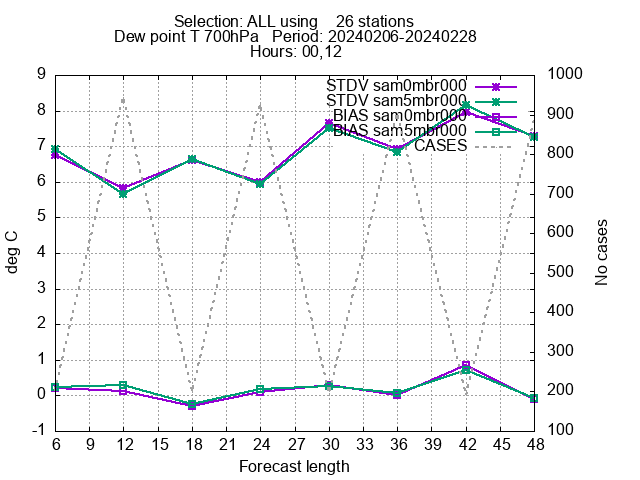 Selection: ALL using    26 stations
Dew point T 700hPa   Period: 20240206-20240228
Hours: 00,12
STDV sam0mbr000
STDV sam5mbr000
BIAS sam0mbr000
BIAS sam5mbr000
CASES
deg C
9
8
7
6
5
4
3
2
1
0
-1
1000
900
800
700
600
500
400
300
200
100
No cases
6 9 12 15 18 21 24 27 30 33 36 39 42 45 48
Forecast length